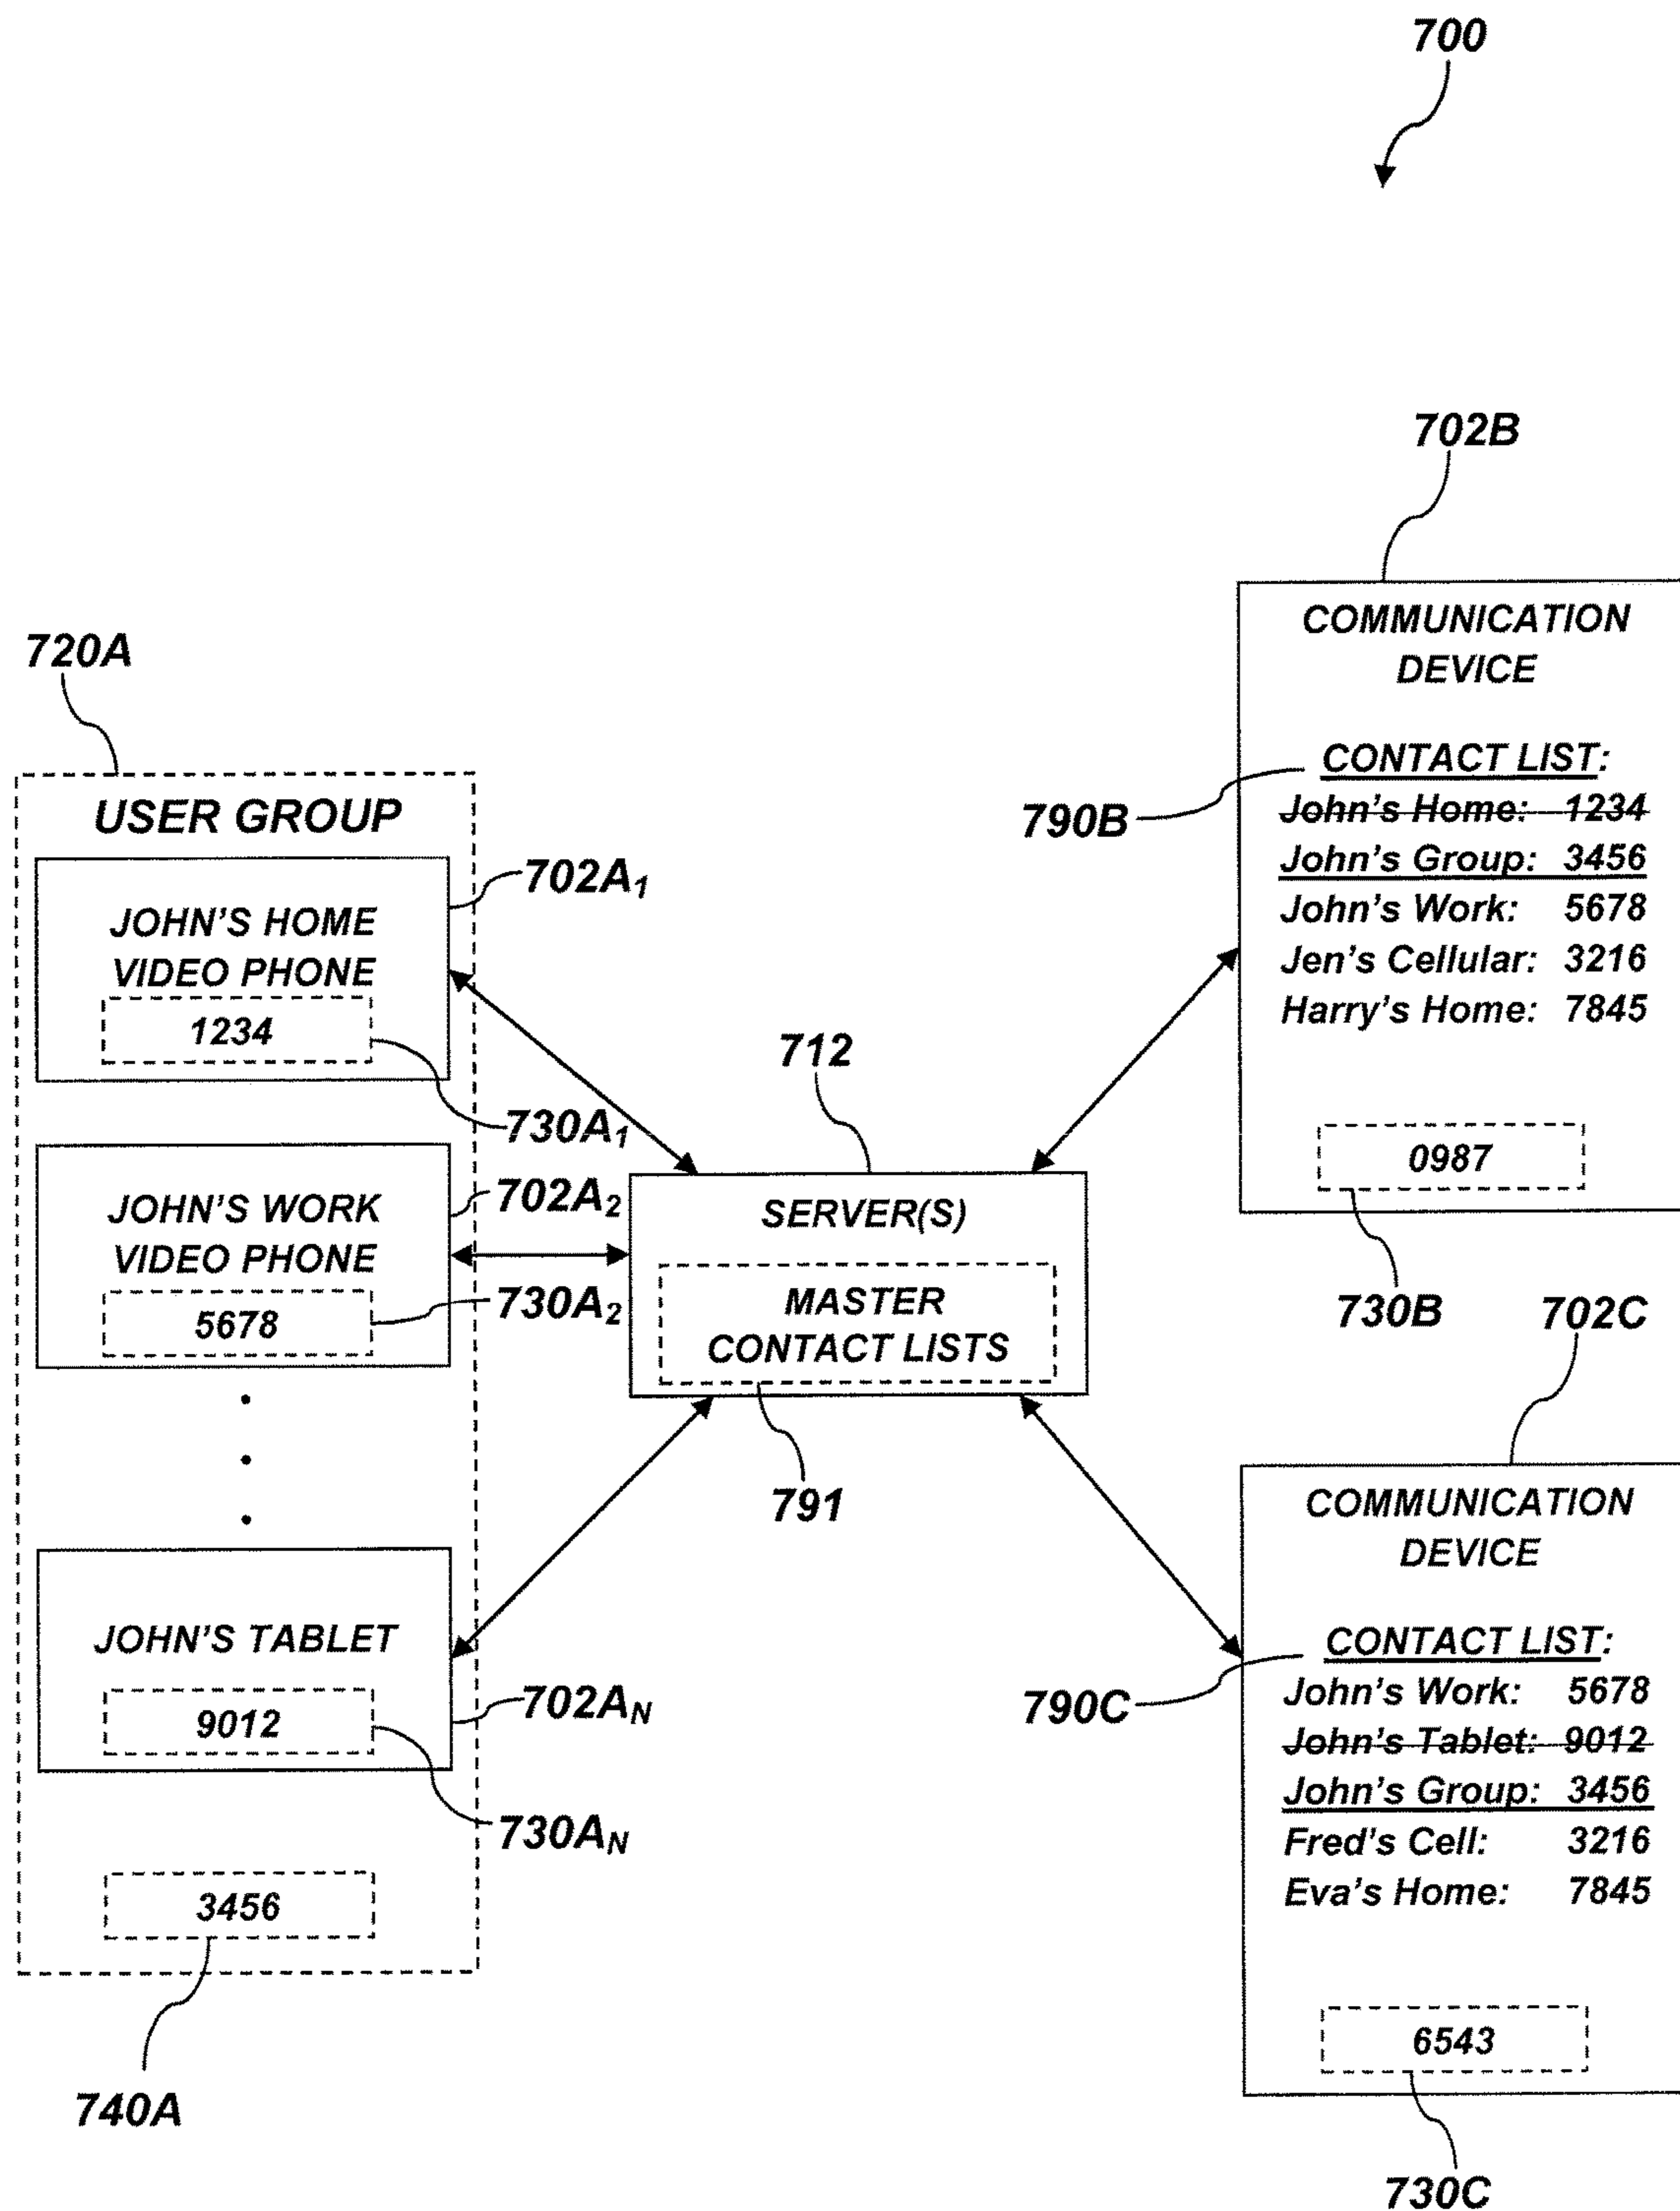 700
702B
COMMUNICATION
DEVICE
CONTACT LIST:
790B
John's Home: 1234
John's Group: 3456
John's Work: 5678
Jen's Cellular: 3216
Harry's Home: 7845
0987
730B
720A
USER GROUP
702A1
JOHN'S HOME
VIDEO PHONE
1234
730A1
702A2
JOHN'S WORK
VIDEO PHONE
5678
730A2
JOHN'S TABLET
9012
702AN
730AN
3456
740A
712
SERVER(S)
MASTER
CONTACT LISTS
791
702C
COMMUNICATION
DEVICE
CONTACT LIST:
790C
John's Work: 5678
John's Tablet: 9012
John's Group: 3456
Fred's Cell: 3216
Eva's Home: 7845
6543
730C